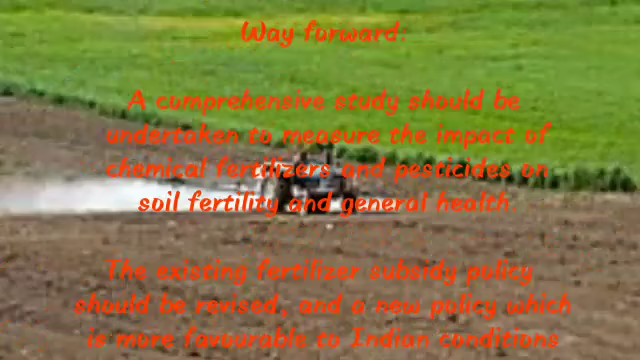 Way forward:
A comprehensive study should be
undertaken to measure the impact of
chemical fertilizers and pesticides on
soil fertility and general health.
The existing fertilizer subsidy policy
should be revised, and a new policy which
is more favourable to Indian conditions